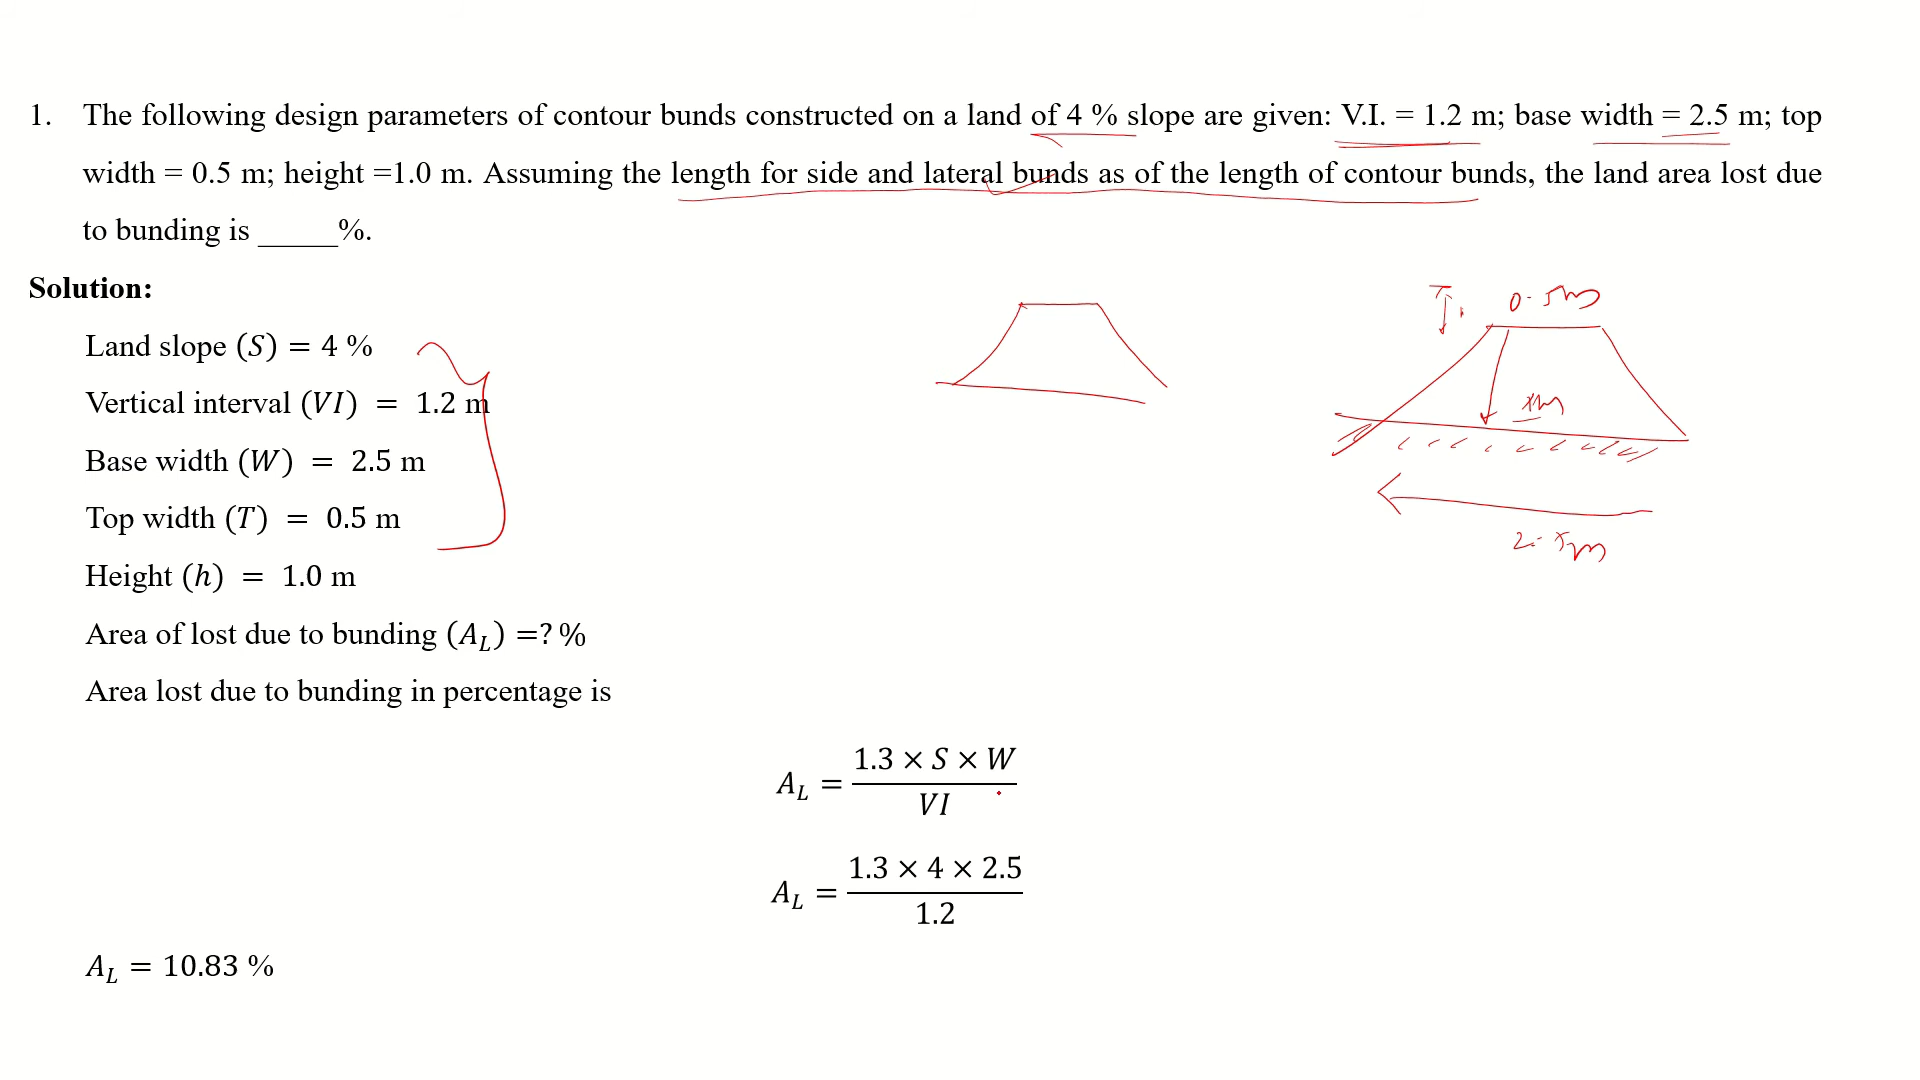 1. The following design parameters of contour bunds constructed on a land of 4 % slope are given: V.I. = 1.2 m; base width = 2.5 m; top
width = 0.5 m; height =1.0 m. Assuming the length for side and lateral bunds as of the length of contour bunds, the land area lost due
to bunding is _____%.
Solution:
Land slope (S) = 4 %
0.5m
Vertical interval (VI) = 1.2 m
Base width (W) = 2.5 m
Top width (T) = 0.5 m
2.5m
Height (h) = 1.0 m
Area of lost due to bunding (A_L) =? %
Area lost due to bunding in percentage is
A_L = (1.3 × S × W) / VI
A_L = (1.3 × 4 × 2.5) / 1.2
A_L = 10.83 %